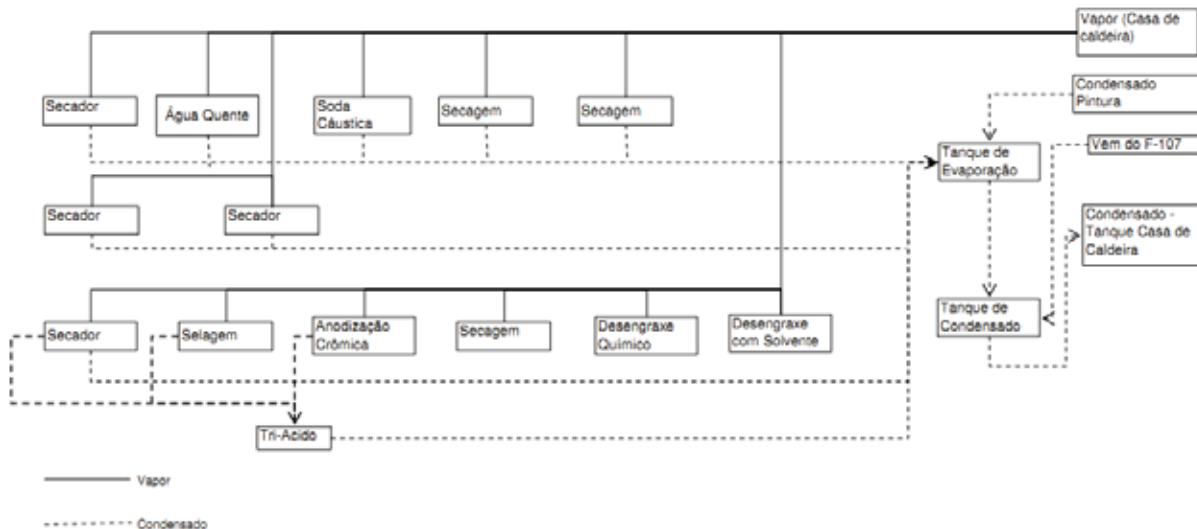 Vapor (Casa de
caldeira)
Secador
Água Quente
Soda
Cáustica
Secagem
Secagem
Condensado
Pintura
Tanque de
Evaporação
Vem do F-107
Secador
Secador
Condensado -
Tanque Casa de
Caldeira
Secador
Selagem
Anodização
Crômica
Secagem
Desengraxe
Químico
Desengraxe
com Solvente
Tanque de
Condensado
Tri-Acido
Vapor
Condensado